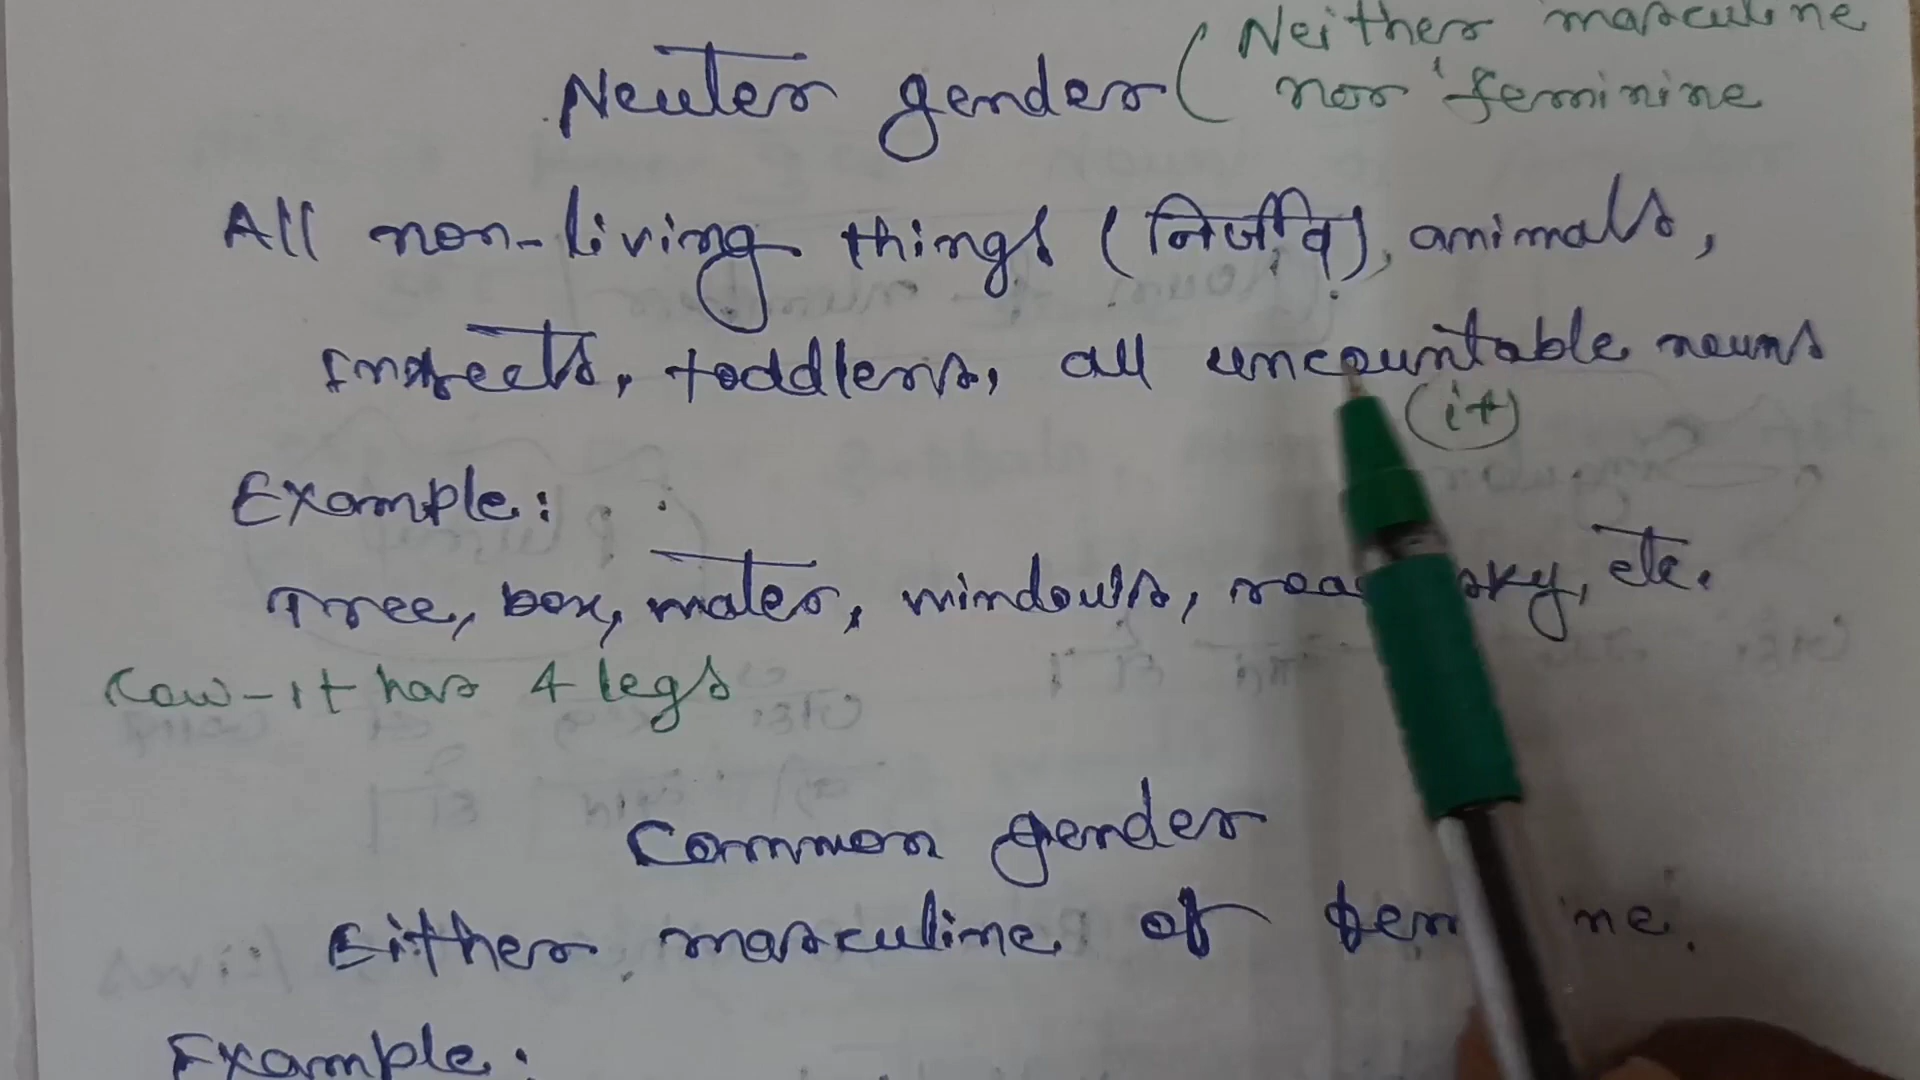 Neither masculine
Neuter gender ( nor feminine
All non-living things (निर्जीव), animals,
Insects, toddlers, all uncountable nouns
(it)
Example:
Tree, box, water, windows, sky, etc.
Cow-it has 4 legs
Common gender
Either masculine of
Example: